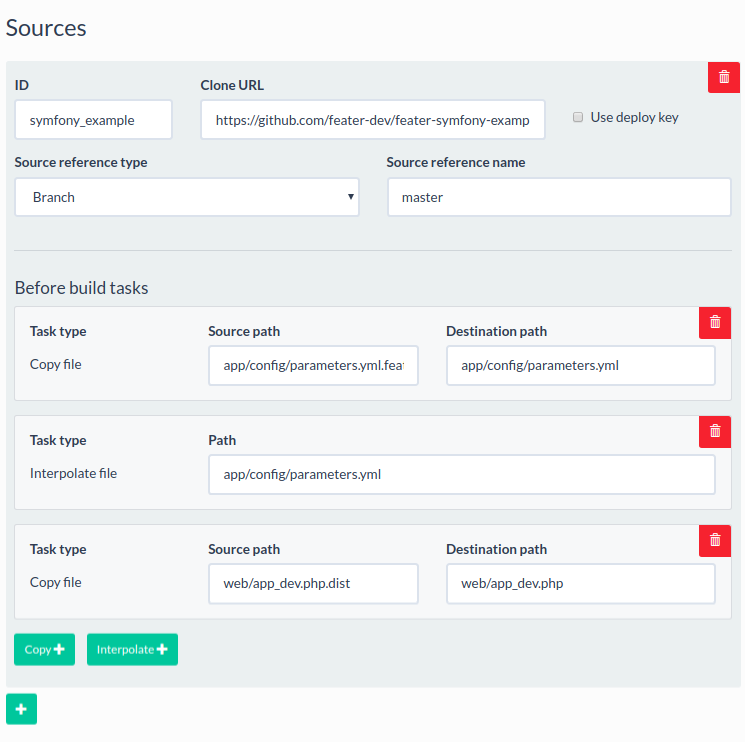 Sources
ID Clone URL
symfony_example https://github.com/feater-dev/feater-symfony-examp Use deploy key
Source reference type Source reference name
Branch master
Before build tasks
Task type Source path Destination path
Copy file app/config/parameters.yml.fea app/config/parameters.yml
Task type Path
Interpolate file app/config/parameters.yml
Task type Source path Destination path
Copy file web/app_dev.php.dist web/app_dev.php
Copy Interpolate